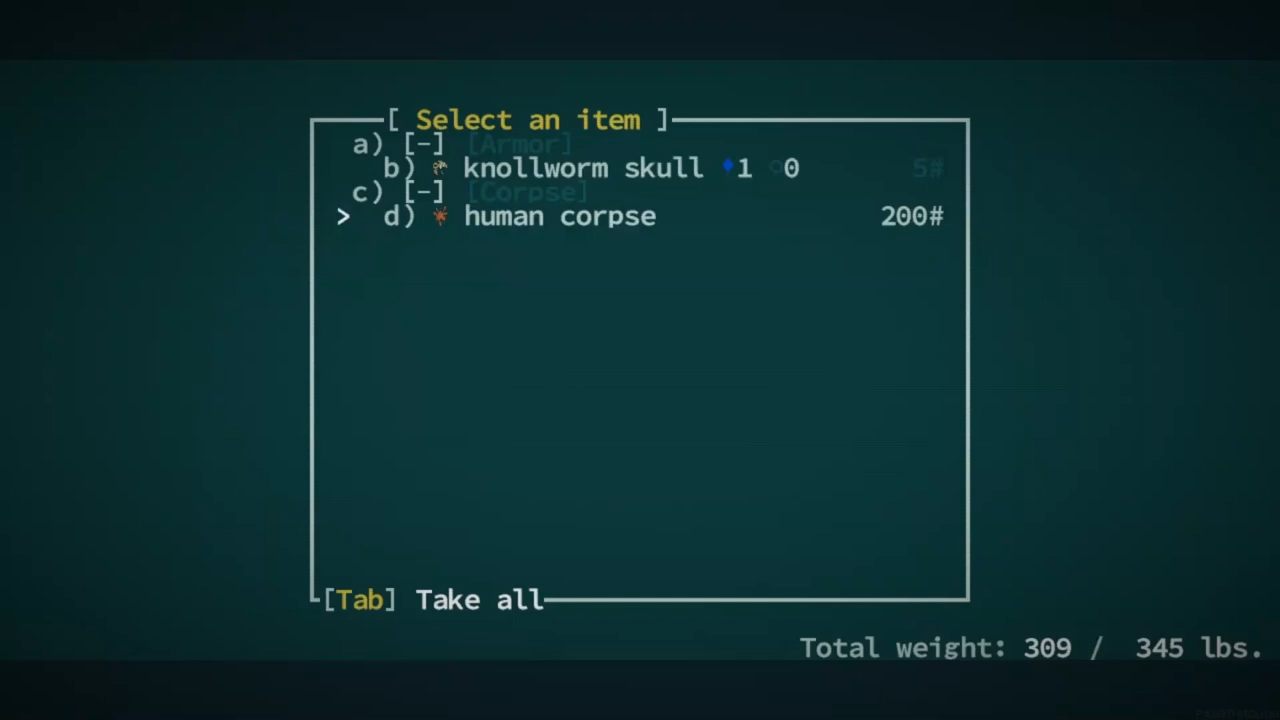 [ Select an item ]
a) [-] [Armor]
b) knollworm skull ♦1 ○0 5#
c) [-] [Corpse]
> d) human corpse 200#
[Tab] Take all
Total weight: 309 / 345 lbs.